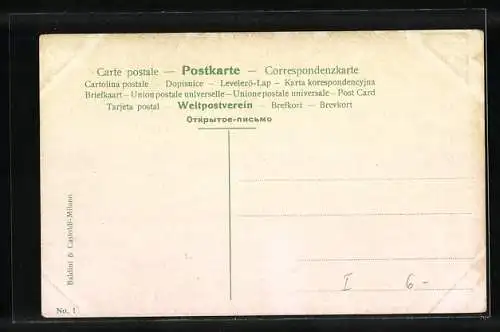 Carte postale — Postkarte — Correspondenzkarte
Cartolina postale — Dopisnice — Levelező-Lap — Karta korespondencyjna
Briefkaart — Union postale universelle — Unione postale universale — Post Card
Tarjeta postal — Weltpostverein — Brefkort — Brevkort
Открытое-письмо
Baldini & Castoldi-Milano
I 6-
No. 1